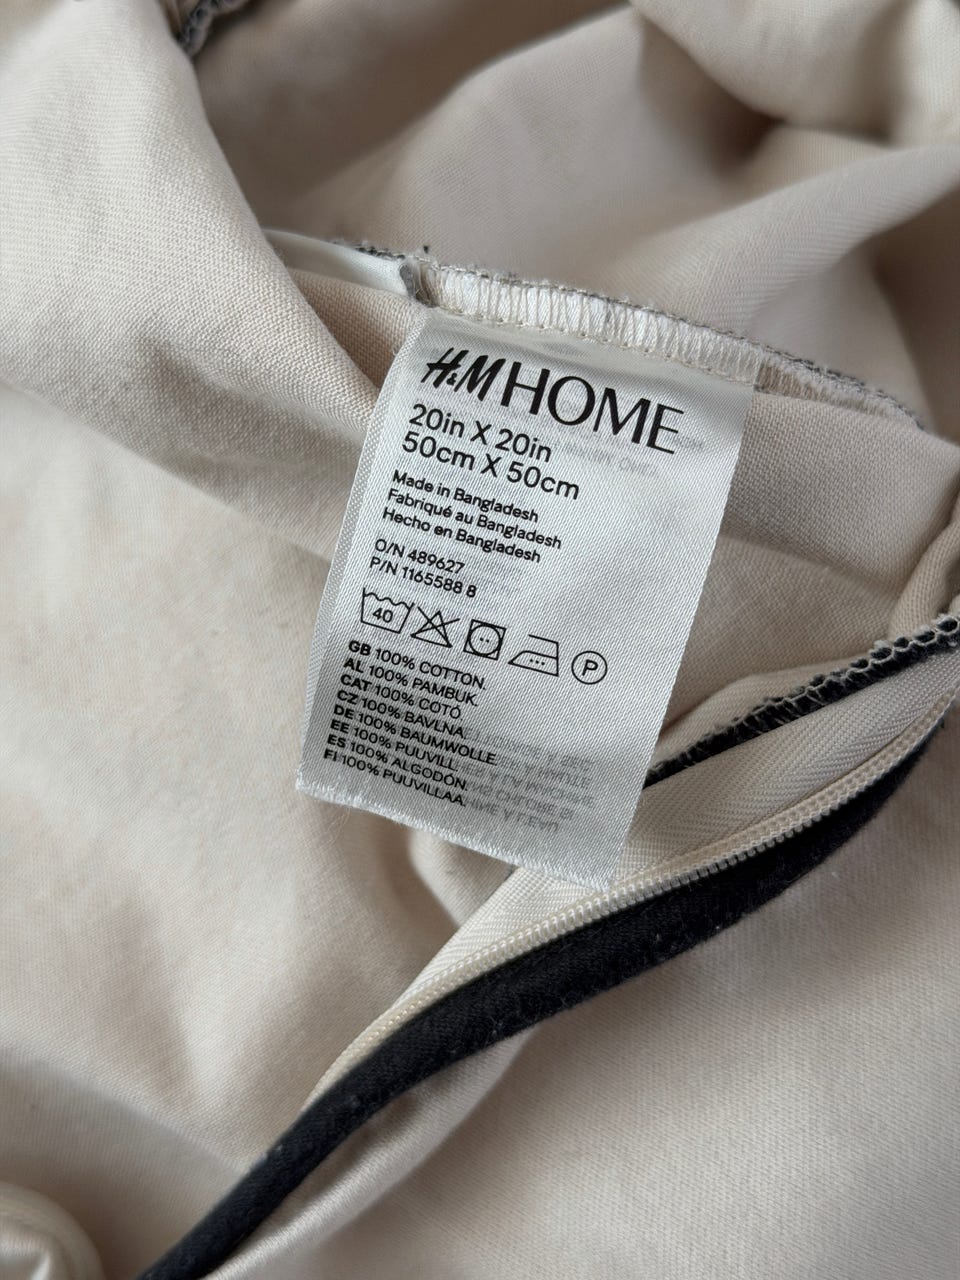 H&M HOME
20in X 20in
50cm X 50cm
Made in Bangladesh
Fabriqué au Bangladesh
Hecho en Bangladesh
O/N 489627
P/N 1165588 8
40 P
GB 100% COTTON.
AL 100% PAMBUK.
CAT 100% COTÓ
CZ 100% BAVLNA.
DE 100% BAUMWOLLE
EE 100% PUUVILL
ES 100% ALGODÓN.
FI 100% PUUVILLAA.